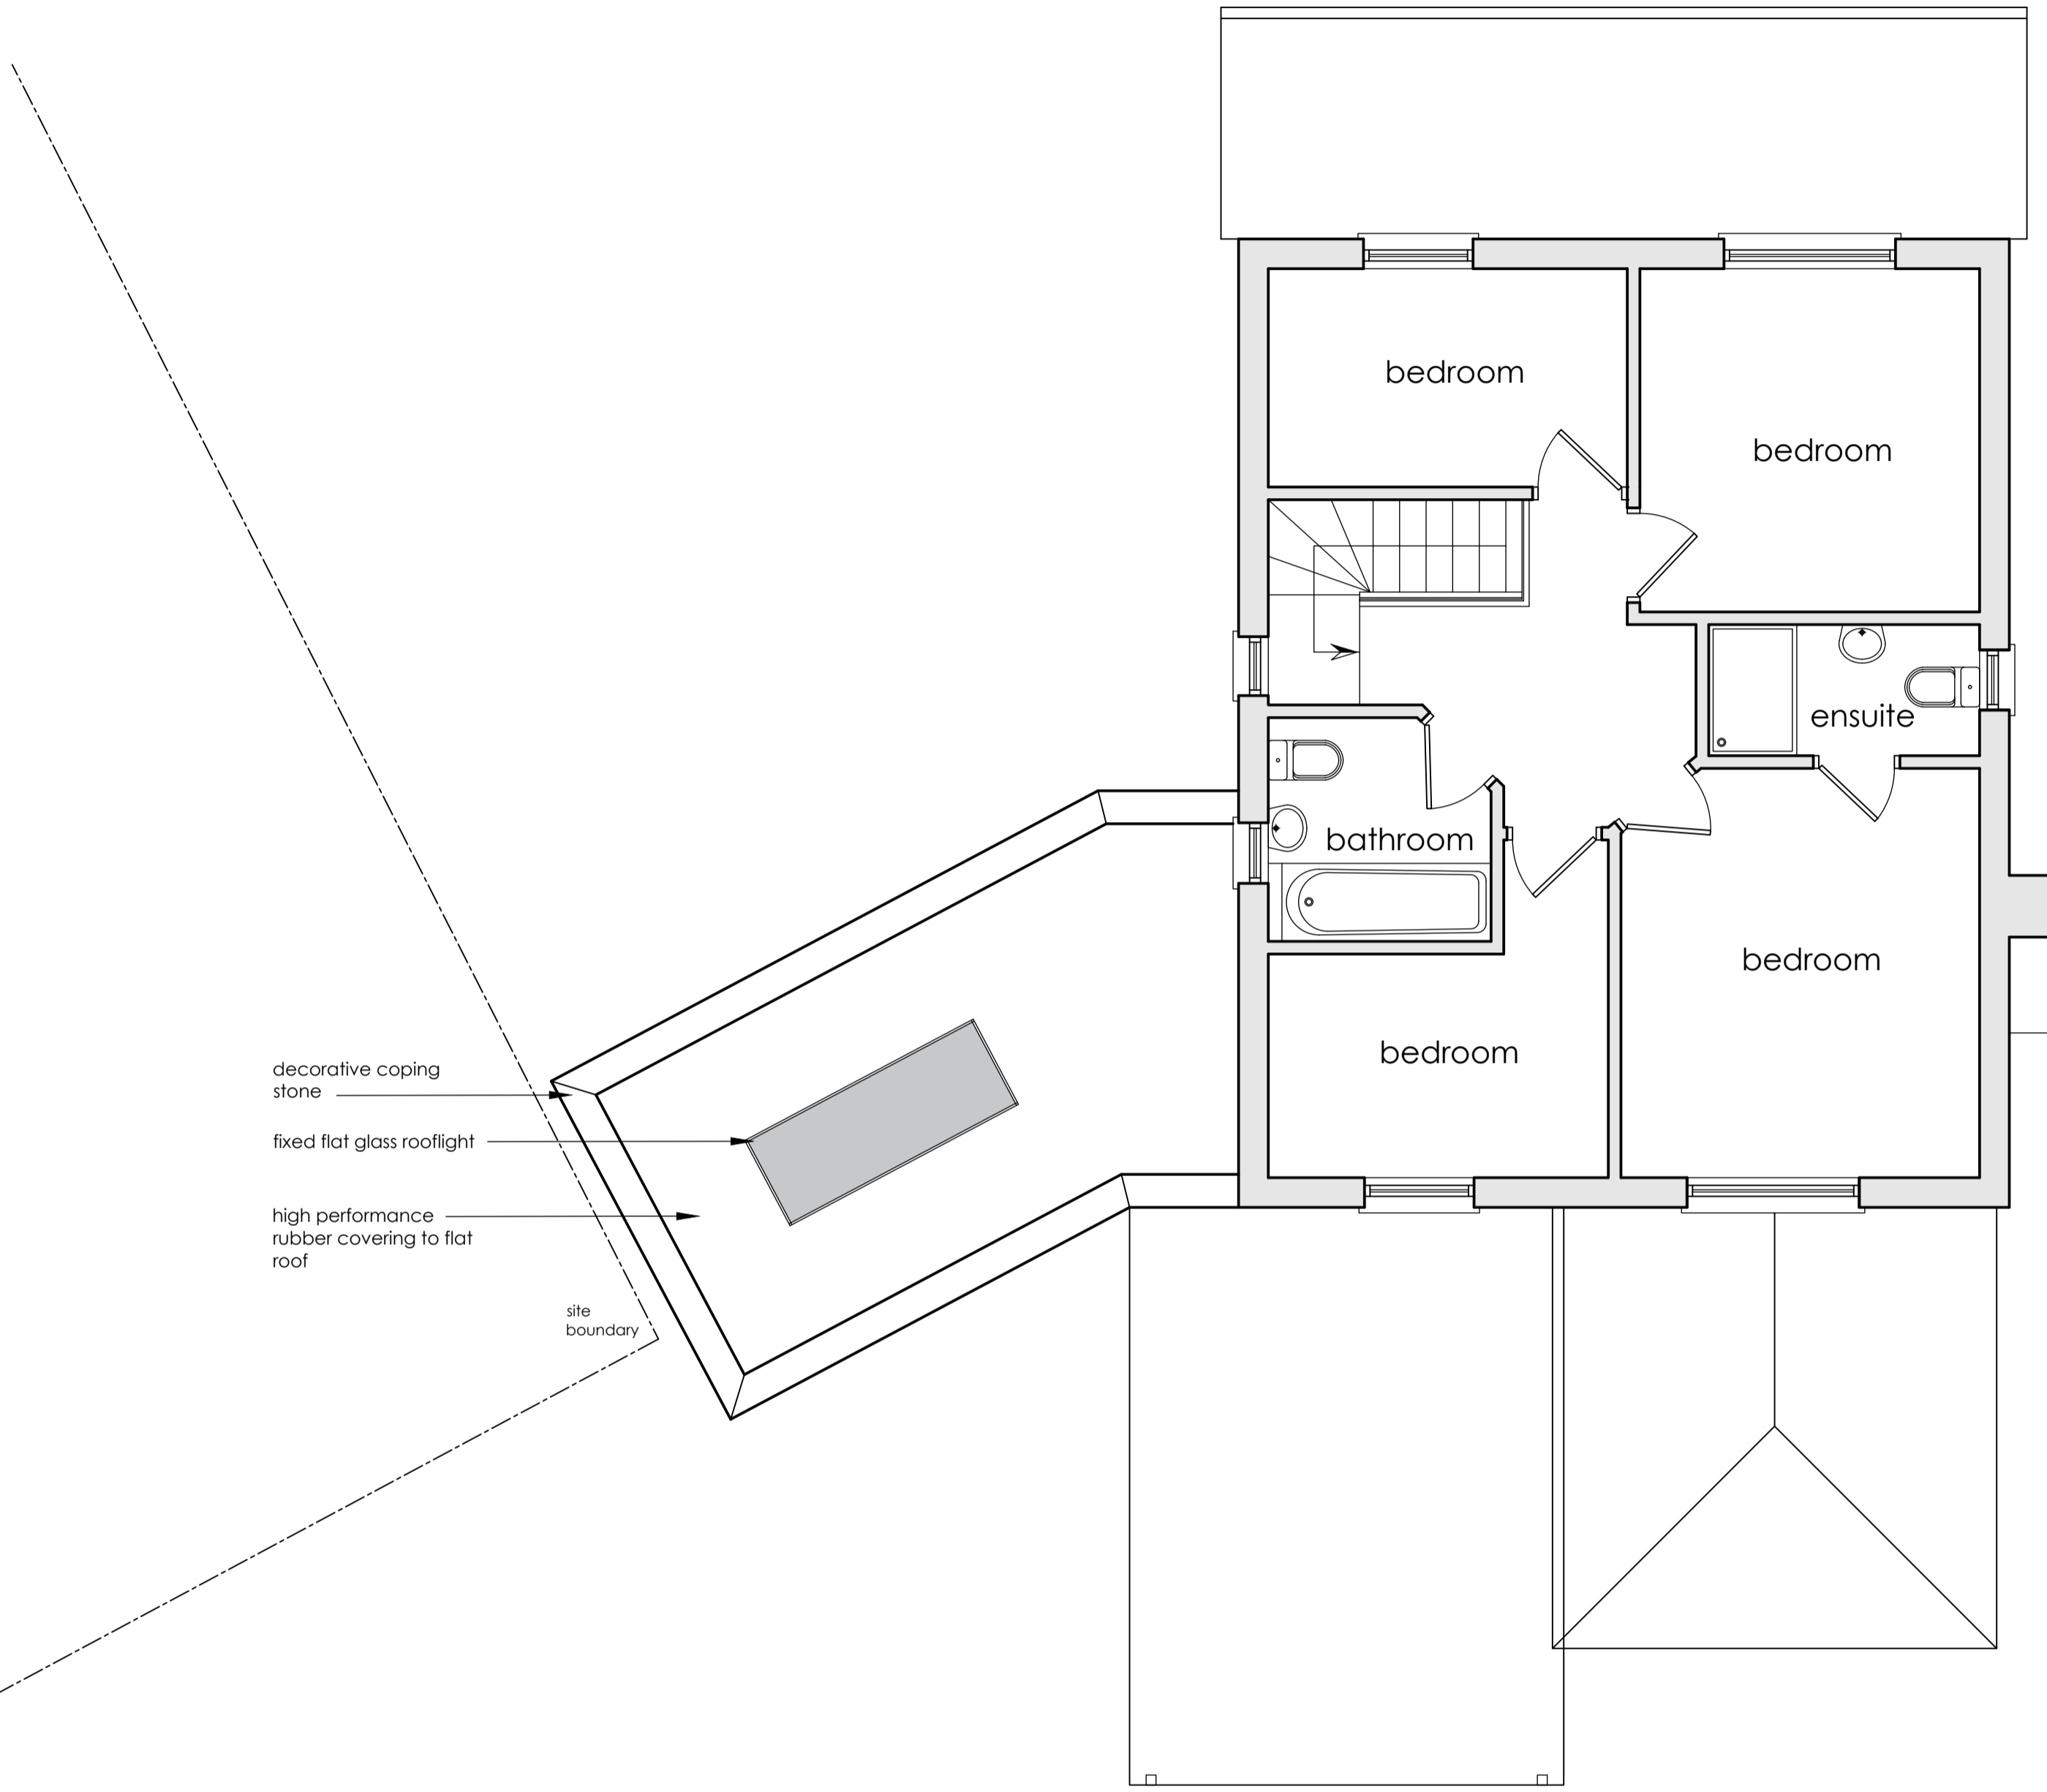 bedroom
bedroom
ensuite
bathroom
bedroom
bedroom
decorative coping
stone
fixed flat glass rooflight
high performance
rubber covering to flat
roof
site
boundary